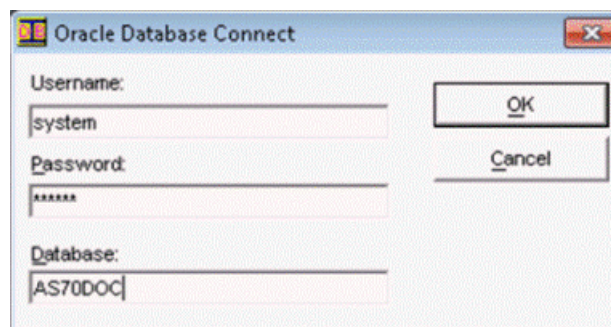 Oracle Database Connect
Username:
system
OK
Password:
******
Cancel
Database:
AS70DOC